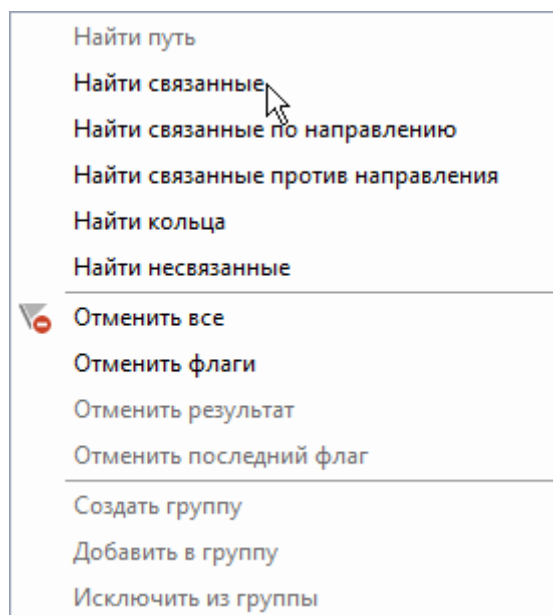 Найти путь
Найти связанные
Найти связанные по направлению
Найти связанные против направления
Найти кольца
Найти несвязанные
Отменить все
Отменить флаги
Отменить результат
Отменить последний флаг
Создать группу
Добавить в группу
Исключить из группы